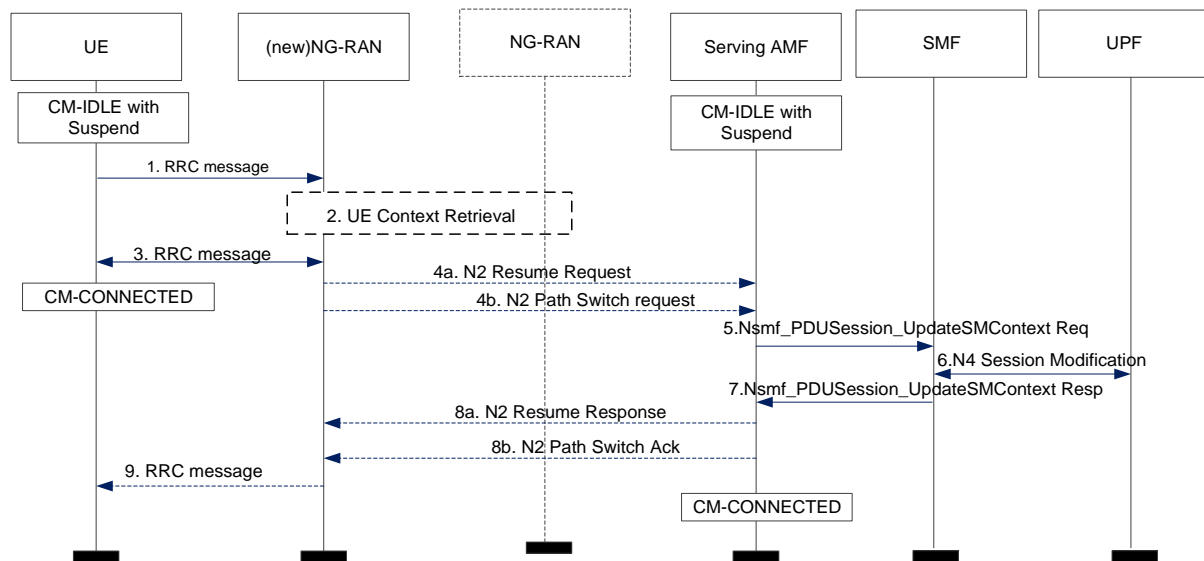 UE
(new)NG-RAN
NG-RAN
Serving AMF
SMF
UPF
CM-IDLE with
Suspend
CM-IDLE with
Suspend
1. RRC message
2. UE Context Retrieval
3. RRC message
4a. N2 Resume Request
CM-CONNECTED
4b. N2 Path Switch request
5.Nsmf_PDUSession_UpdateSMContext Req
6.N4 Session Modification
7.Nsmf_PDUSession_UpdateSMContext Resp
8a. N2 Resume Response
8b. N2 Path Switch Ack
9. RRC message
CM-CONNECTED